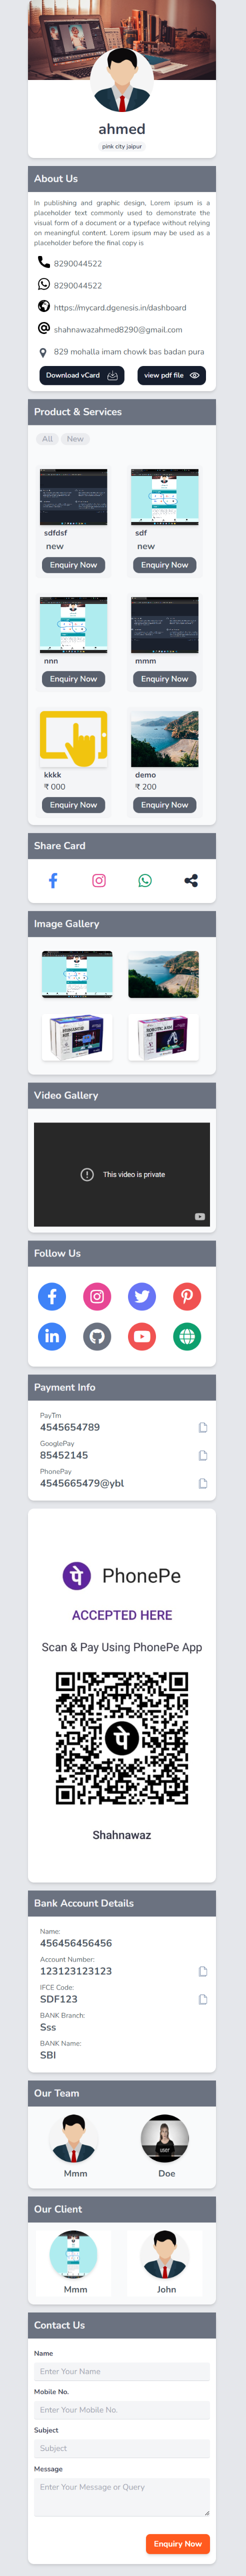 ahmed
pink city jaipur
About Us
In publishing and graphic design, Lorem ipsum is a
placeholder text commonly used to demonstrate the
visual form of a document or a typeface without relying
on meaningful content. Lorem ipsum may be used as a
placeholder before the final copy is
8290044522
8290044522
https://mycard.dgenesis.in/dashboard
shahnawazahmed8290@gmail.com
829 mohalla imam chowk bas badan pura
Download vCard view pdf file
Product & Services
All New
sdfdsf sdf
new new
Enquiry Now Enquiry Now
nnn mmm
Enquiry Now Enquiry Now
kkkk demo
₹ 000 ₹ 200
Enquiry Now Enquiry Now
Share Card
Image Gallery
Video Gallery
This video is private
Follow Us
Payment Info
PayTm
4545654789
GooglePay
85452145
PhonePay
4545665479@ybl
PhonePe
ACCEPTED HERE
Scan & Pay Using PhonePe App
Shahnawaz
Bank Account Details
Name:
456456456456
Account Number:
123123123123
IFCE Code:
SDF123
BANK Branch:
Sss
BANK Name:
SBI
Our Team
Mmm Doe
Our Client
Mmm John
Contact Us
Name
Enter Your Name
Mobile No.
Enter Your Mobile No.
Subject
Subject
Message
Enter Your Message or Query
Enquiry Now